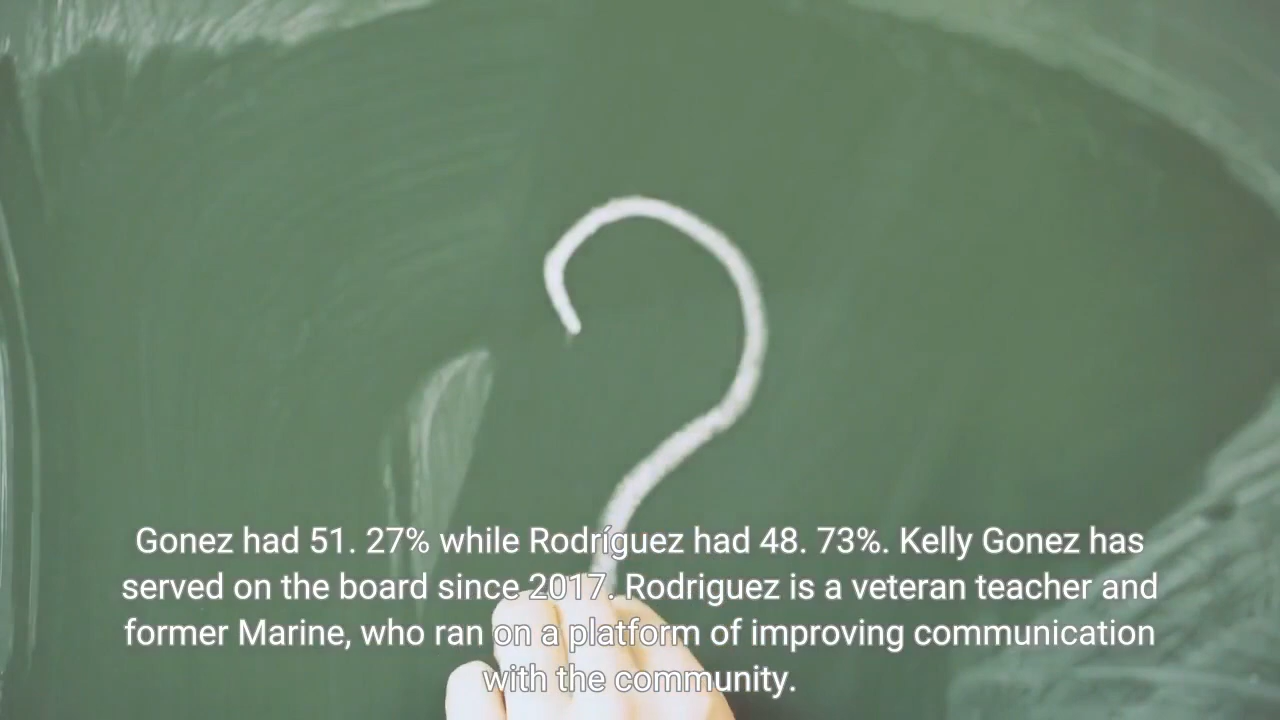 Gonez had 51. 27% while Rodríguez had 48. 73%. Kelly Gonez has
served on the board since 2017. Rodriguez is a veteran teacher and
former Marine, who ran on a platform of improving communication
with the community.